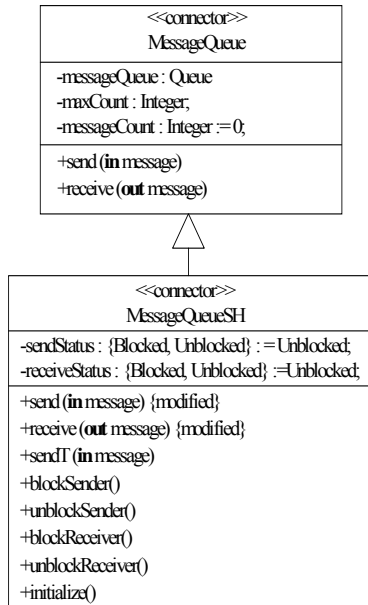 <<connector>>
MessageQueue
-messageQueue : Queue
-maxCount : Integer;
-messageCount : Integer := 0;
+send (in message)
+receive (out message)
<<connector>>
MessageQueueSH
-sendStatus : {Blocked, Unblocked} : = Unblocked;
-receiveStatus : {Blocked, Unblocked} :=Unblocked;
+send (in message) {modified}
+receive (out message) {modified}
+sendT (in message)
+blockSender()
+unblockSender()
+blockReceiver()
+unblockReceiver()
+initialize()